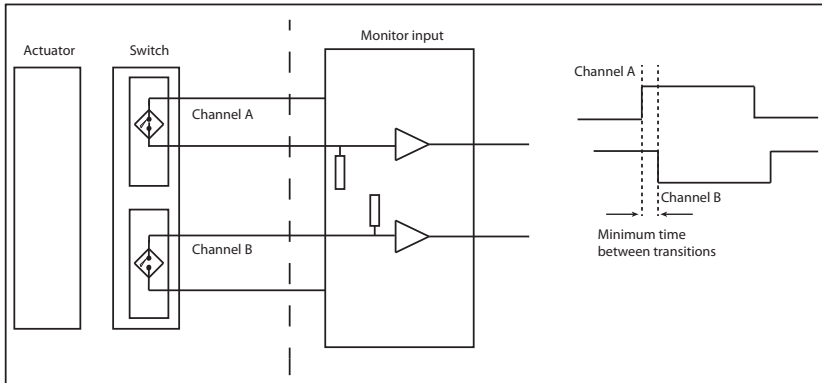 Actuator
Switch
Monitor input
Channel A
Channel B
Channel A
Channel B
Minimum time
between transitions